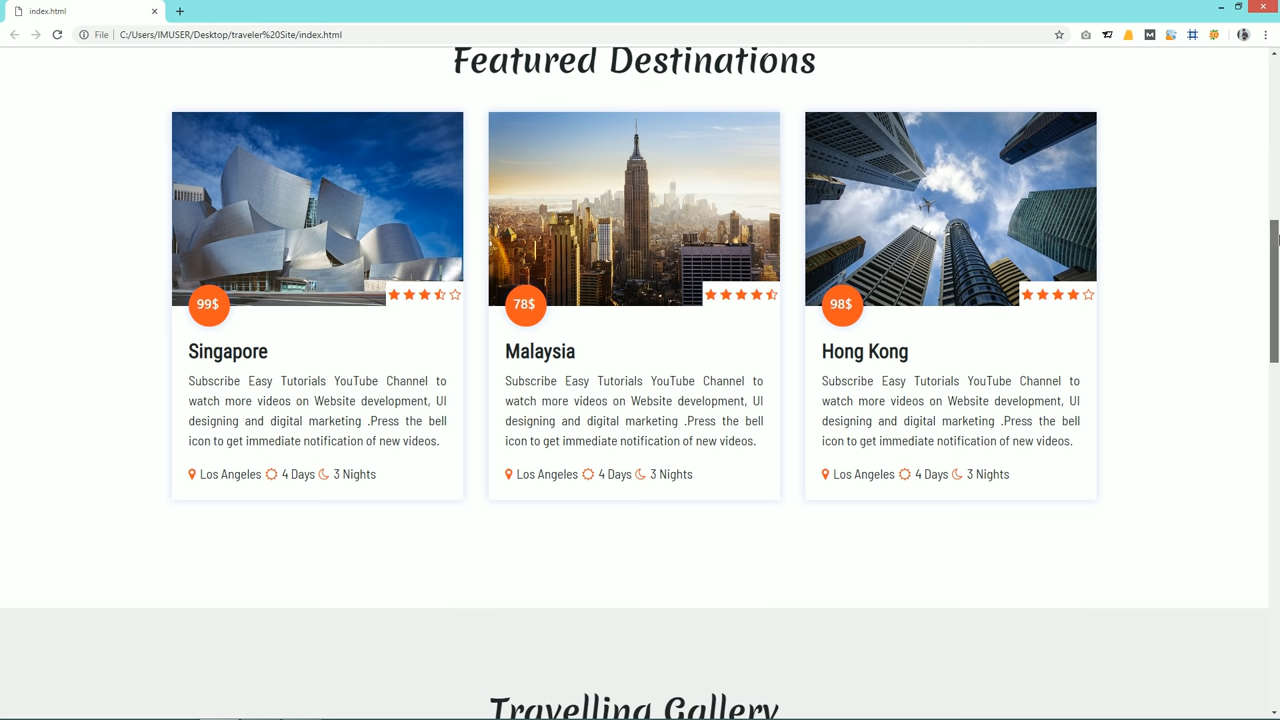 index.html
File
C:/Users/IMUSER/Desktop/traveler%20Site/index.html
Featured Destinations
99$
78$
98$
Singapore
Subscribe Easy Tutorials YouTube Channel to
watch more videos on Website development, UI
designing and digital marketing .Press the bell
icon to get immediate notification of new videos.
Los Angeles 4 Days 3 Nights
Malaysia
Subscribe Easy Tutorials YouTube Channel to
watch more videos on Website development, UI
designing and digital marketing .Press the bell
icon to get immediate notification of new videos.
Los Angeles 4 Days 3 Nights
Hong Kong
Subscribe Easy Tutorials YouTube Channel to
watch more videos on Website development, UI
designing and digital marketing .Press the bell
icon to get immediate notification of new videos.
Los Angeles 4 Days 3 Nights
Travelling Gallery